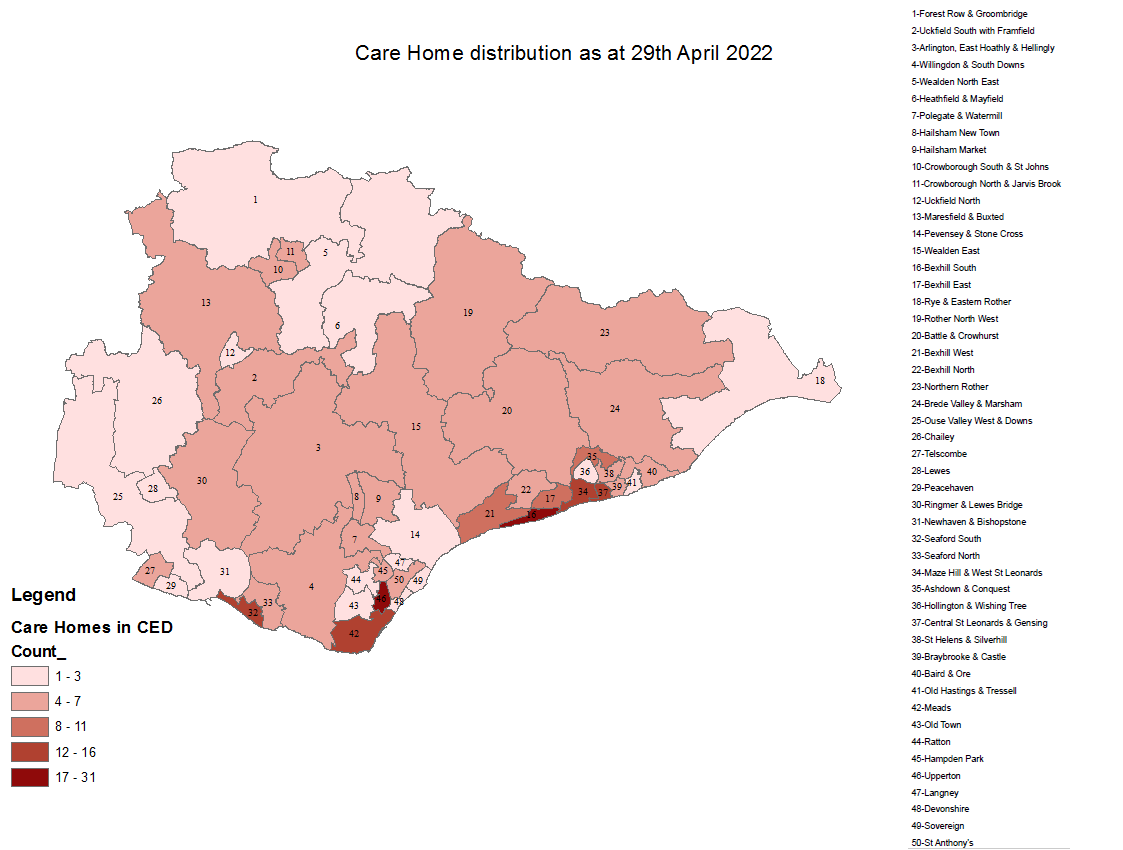 Care Home distribution as at 29th April 2022
1-Forest Row & Groombridge
2-Uckfield South with Framfield
3-Arlington, East Hoathly & Hellingly
4-Willingdon & South Downs
5-Wealden North East
6-Heathfield & Mayfield
7-Polegate & Watermill
8-Hailsham New Town
9-Hailsham Market
10-Crowborough South & St Johns
11-Crowborough North & Jarvis Brook
12-Uckfield North
13-Maresfield & Buxted
14-Pevensey & Stone Cross
15-Wealden East
16-Bexhill South
17-Bexhill East
18-Rye & Eastern Rother
19-Rother North West
20-Battle & Crowhurst
21-Bexhill West
22-Bexhill North
23-Northern Rother
24-Brede Valley & Marsham
25-Ouse Valley West & Downs
26-Chailey
27-Telscombe
28-Lewes
29-Peacehaven
30-Ringmer & Lewes Bridge
31-Newhaven & Bishopstone
32-Seaford South
33-Seaford North
34-Maze Hill & West St Leonards
35-Ashdown & Conquest
36-Hollington & Wishing Tree
37-Central St Leonards & Gensing
38-St Helens & Silverhill
39-Braybrooke & Castle
40-Baird & Ore
41-Old Hastings & Tressell
42-Meads
43-Old Town
44-Ratton
45-Hampden Park
46-Upperton
47-Langney
48-Devonshire
49-Sovereign
50-St Anthony's
1
11
5
10
13
19
6
23
12
2
18
26
20
24
15
3
35
36
38
40
30
41
39
28
8
9
22
34
37
25
17
21
16
14
7
47
27
31
45
44
50
49
29
4
33
43
48
32
42
Legend
Care Homes in CED
Count_
1 - 3
4 - 7
8 - 11
12 - 16
17 - 31